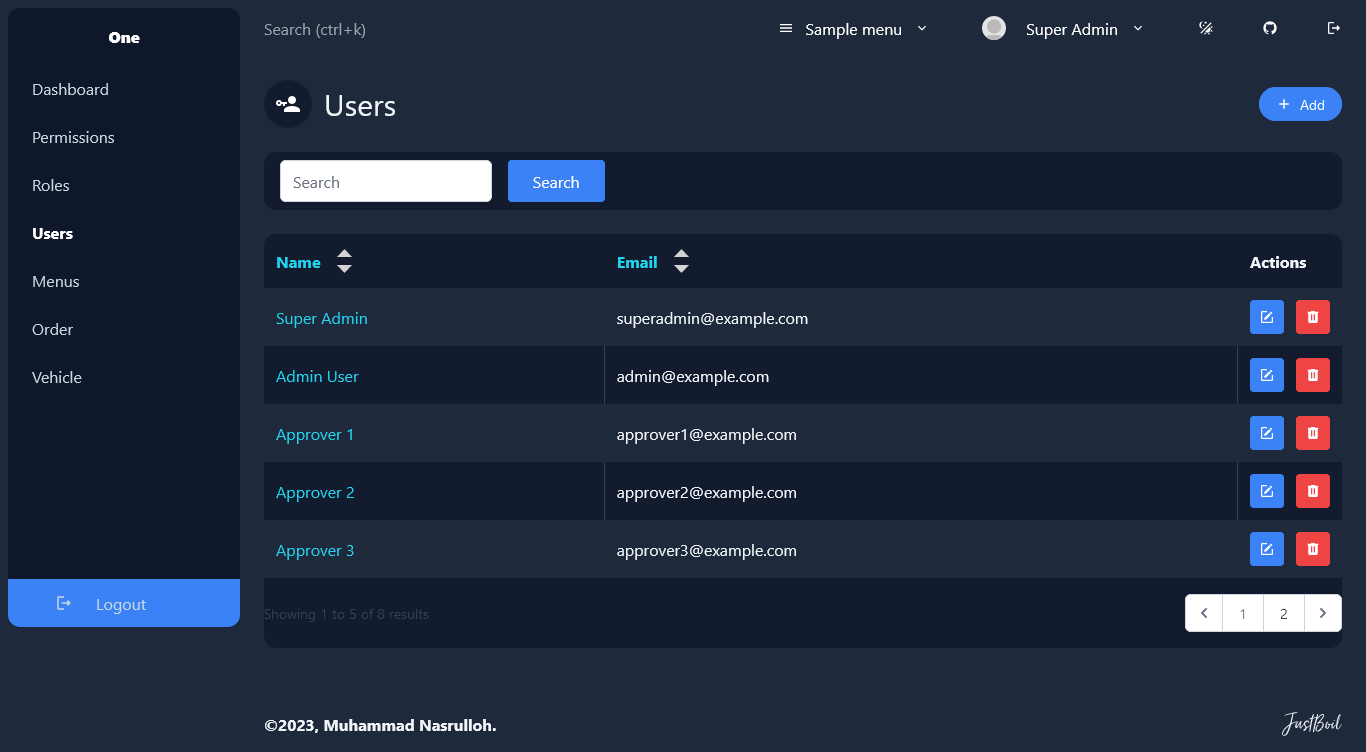 One
Dashboard
Permissions
Roles
Users
Menus
Order
Vehicle
Logout
Search (ctrl+k)
Sample menu
Super Admin
Users
Add
Search
Search
Name
Email
Actions
Super Admin
superadmin@example.com
Admin User
admin@example.com
Approver 1
approver1@example.com
Approver 2
approver2@example.com
Approver 3
approver3@example.com
Showing 1 to 5 of 8 results
1
2
©2023, Muhammad Nasrulloh.
JustBoil